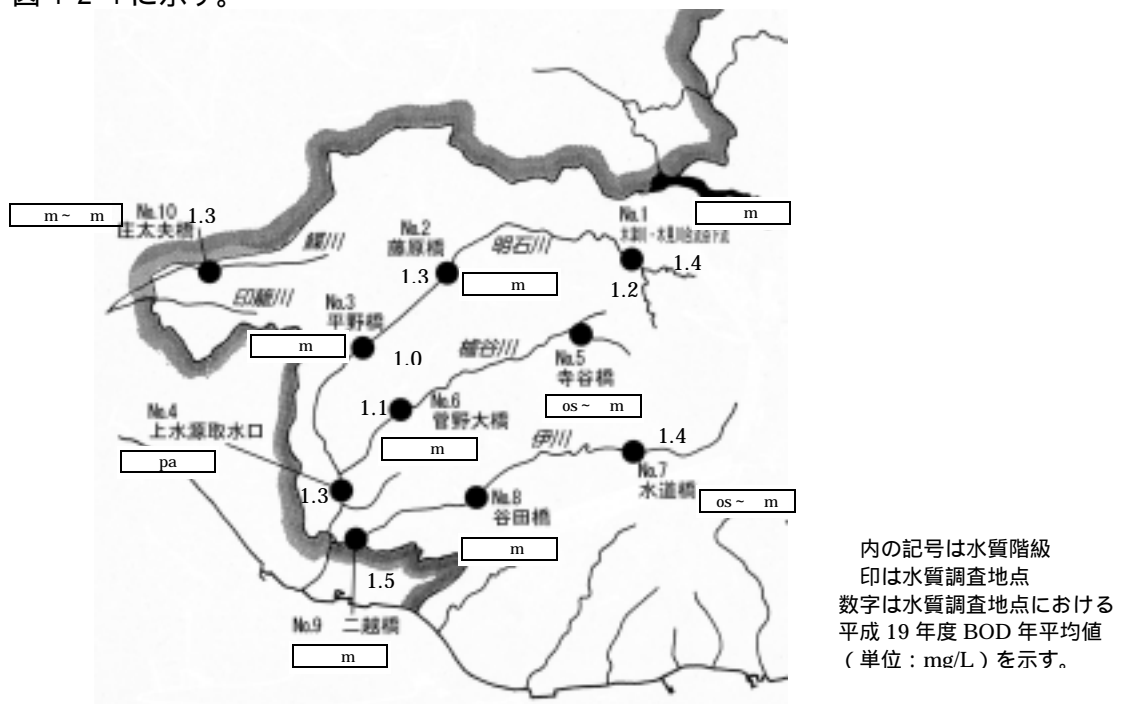 図 4-2-1 に示す。
m ~ m
No.10
庄太夫橋
1.3
No.2
藤原橋
1.3
m
明石川
No.1
m
1.4
1.2
印籠川
No.3
平野橋
m
1.0
櫨谷川
No.5
寺谷橋
os ~ m
1.1
No.6
菅野大橋
m
No.4
上水源取水口
pa
1.3
伊川
1.4
No.7
水道橋
os ~ m
No.8
谷田橋
m
1.5
No.9 二越橋
m
内の記号は水質階級
印は水質調査地点
数字は水質調査地点における
平成 19 年度 BOD 年平均値
(単位:mg/L)を示す。